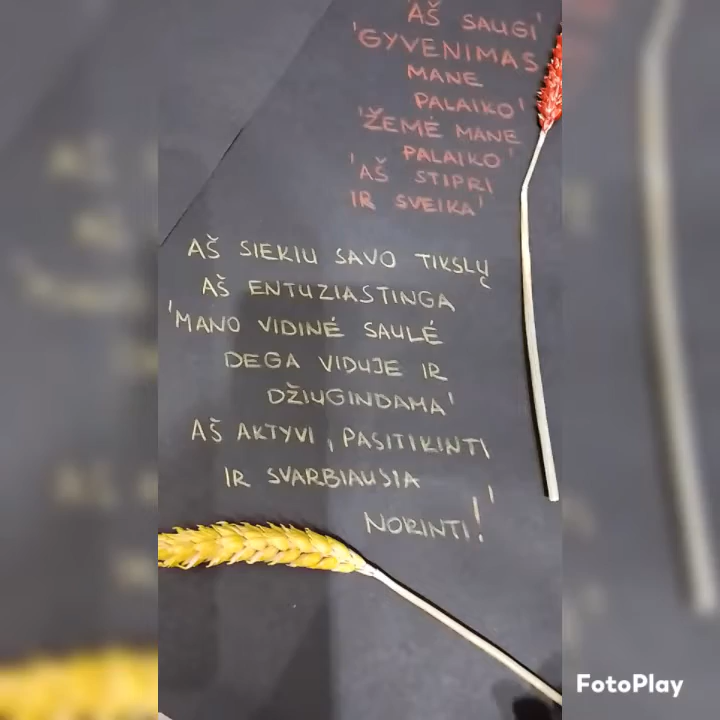 AŠ SAUGI'
'GYVENIMAS
MANE
PALAIKO'
'ŽEMĖ MANE
PALAIKO'
'AŠ STIPRI
IR SVEIKA'
AŠ SIEKIU SAVO TIKSLŲ
AŠ ENTUZIASTINGA
'MANO VIDINĖ SAULĖ
DEGA VIDUJE IR
DŽIUGINDAMA'
AŠ AKTYVI, PASITIKINTI
IR SVARBIAUSIA
NORINTI!'
FotoPlay